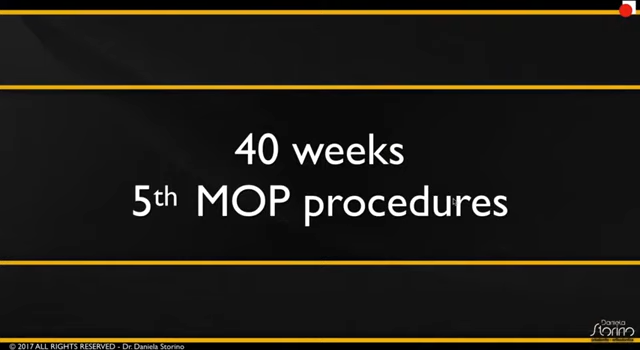 40 weeks
5th MOP procedures
Daniela
Storino
© 2017 ALL RIGHTS RESERVED - Dr. Daniela Storino